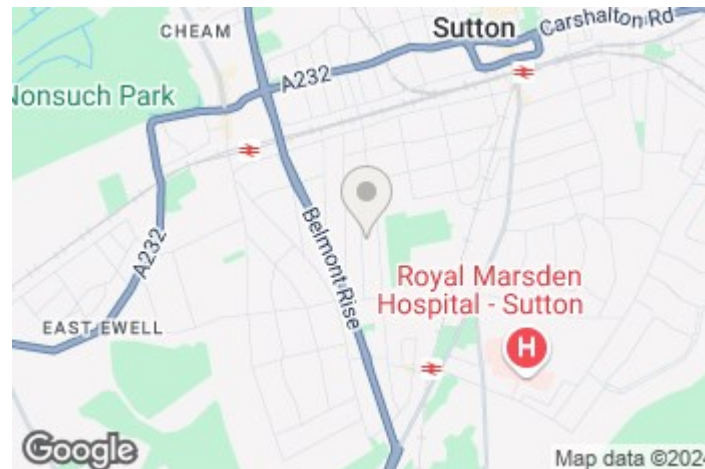 Sutton
Carshalton Rd
CHEAM
A232
Nonsuch Park
Belmont Rise
A232
Royal Marsden
Hospital - Sutton
H
EAST EWELL
Google
Map data ©2024